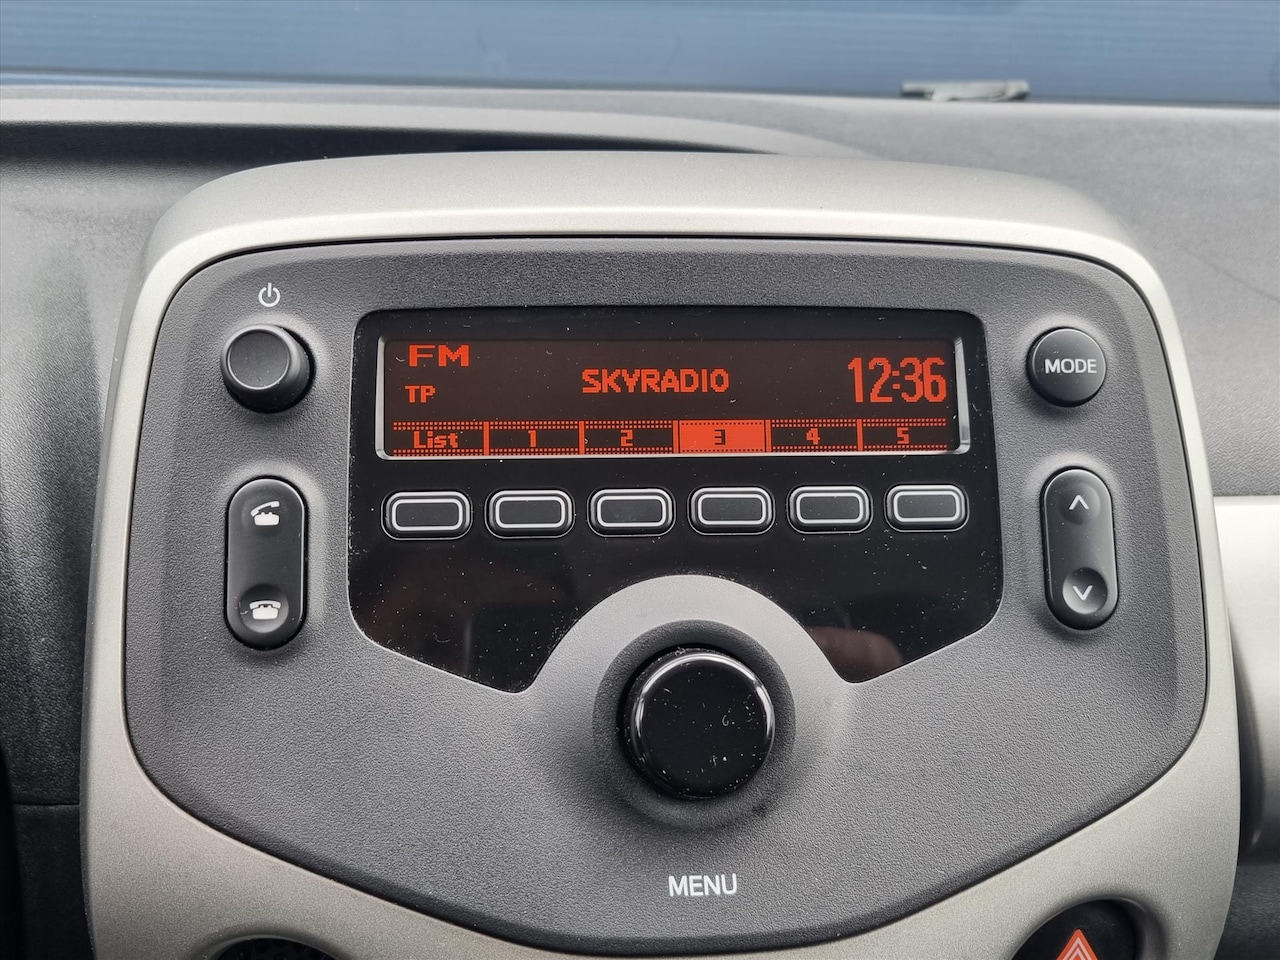 FM
TP
SKYRADIO
12:36
List 1 2 3 4 5
MODE
MENU